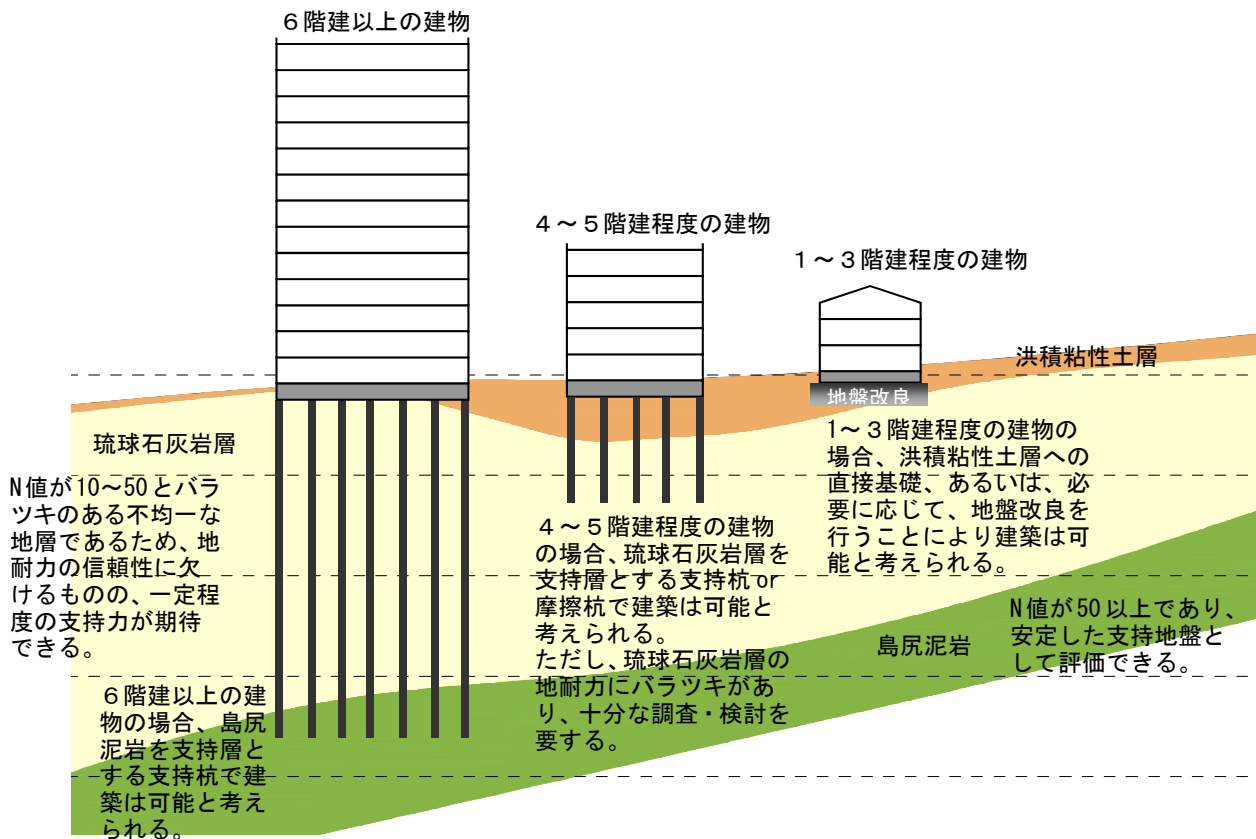 ６階建以上の建物
４～５階建程度の建物
１～３階建程度の建物
洪積粘性土層
地盤改良
琉球石灰岩層
N値が10～50とバラ
ツキのある不均一な
地層であるため、地
耐力の信頼性に欠
けるものの、一定程
度の支持力が期待
できる。
1～３階建程度の建物の
場合、洪積粘性土層への
直接基礎、あるいは、必
要に応じて、地盤改良を
行うことにより建築は可
能と考えられる。
４～５階建程度の建物
の場合、琉球石灰岩層を
支持層とする支持杭or
摩擦杭で建築は可能と
考えられる。
ただし、琉球石灰岩層の
地耐力にバラツキがあ
り、十分な調査・検討を
要する。
島尻泥岩
N値が50以上であり、
安定した支持地盤と
して評価できる。
６階建以上の建
物の場合、島尻
泥岩を支持層と
する支持杭で建
築は可能と考え
られる。